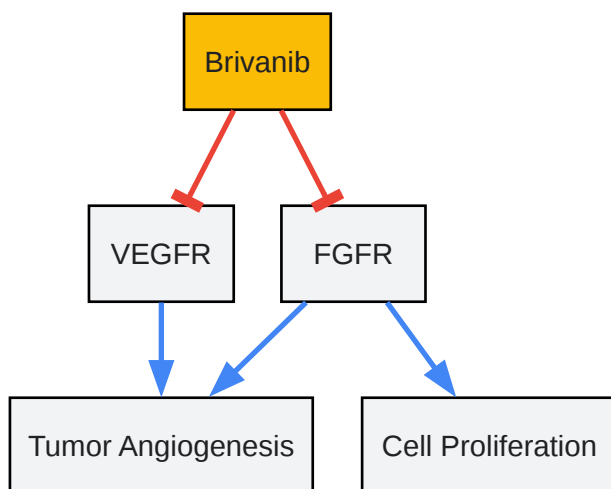 Brivanib
VEGFR
FGFR
Tumor Angiogenesis
Cell Proliferation